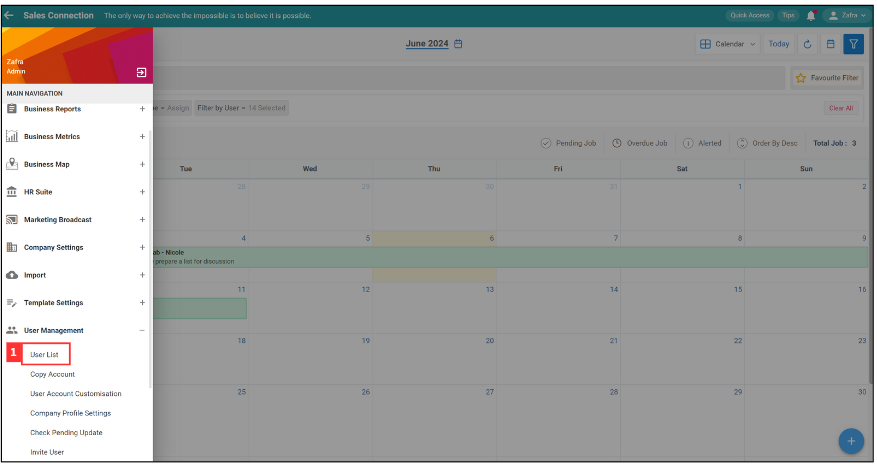 Sales Connection The only way to achieve the impossible is to believe it is possible. Quick Access Tips Zafra
June 2024 Calendar Today
Zafra
Admin
Favourite Filter
MAIN NAVIGATION
Business Reports +
Assign Filter by User - 14 Selected Clear All
Business Metrics +
Pending Job Overdue Job Alerted Order By Desc Total Job : 3
Business Map +
Tue Wed Thu Fri Sat Sun
HR Suite +
28 29 30 31 1 2
Marketing Broadcast +
Company Settings +
4 5 6 7 8 9
ob - Nicole
prepare a list for discussion
Import +
11 12 13 14 15 16
Template Settings +
User Management −
18 19 20 21 22 23
1 User List
Copy Account
User Account Customisation
25 26 27 28 29 30
Company Profile Settings
Check Pending Update
Invite User
+